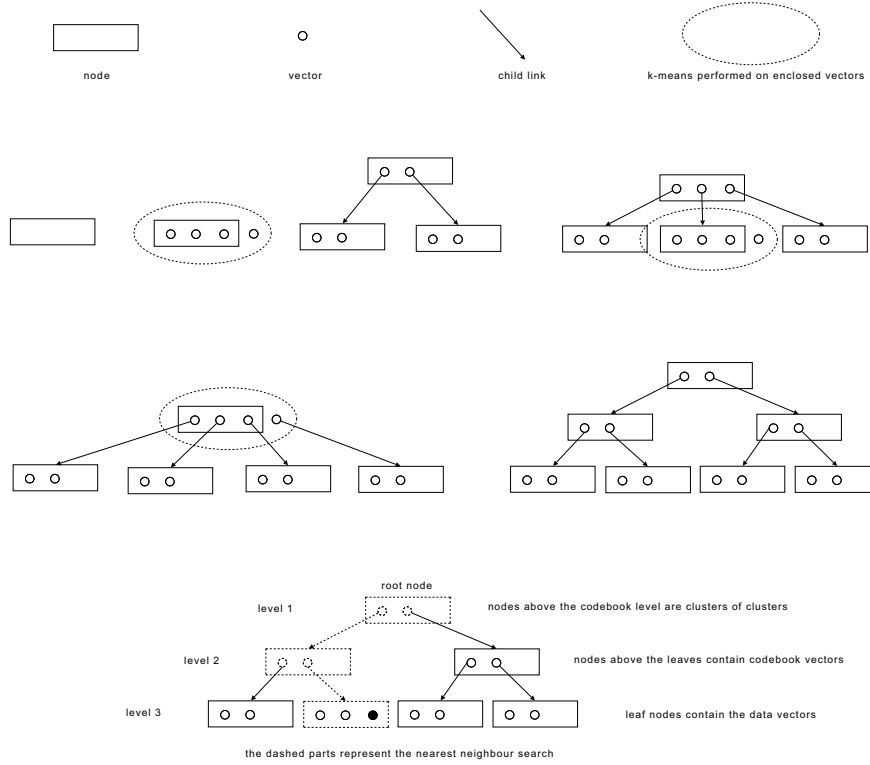 node
vector
child link
k-means performed on enclosed vectors
root node
level 1
nodes above the codebook level are clusters of clusters
level 2
nodes above the leaves contain codebook vectors
level 3
leaf nodes contain the data vectors
the dashed parts represent the nearest neighbour search